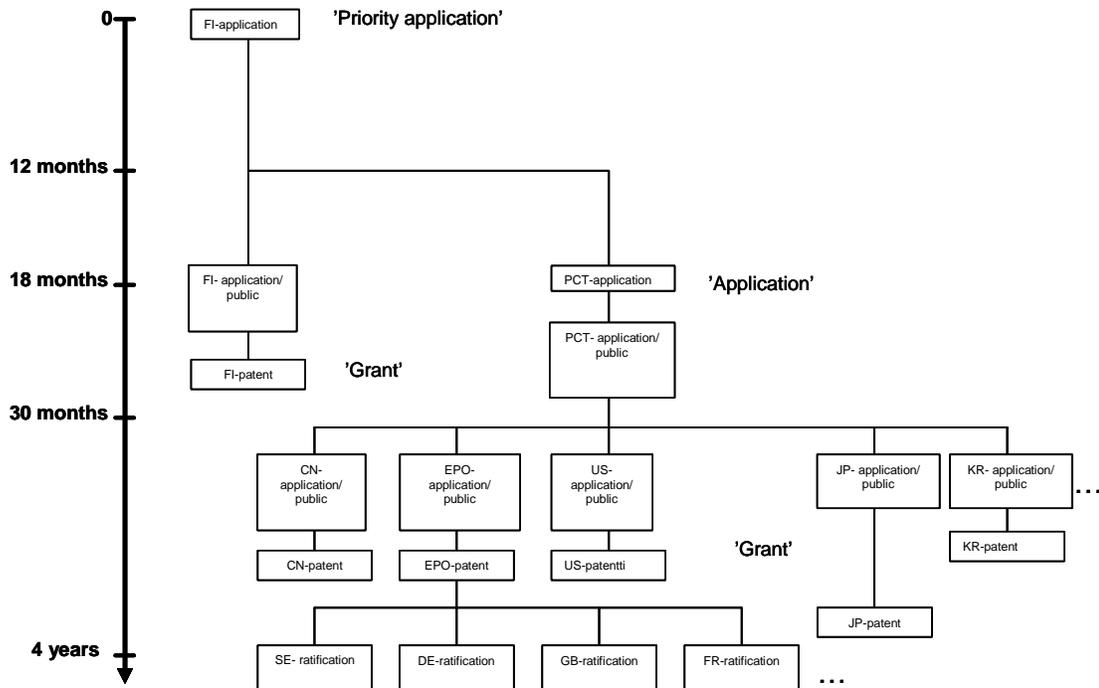 0
FI-application
’Priority application’
12 months
18 months
FI- application/
public
PCT-application
’Application’
PCT- application/
public
FI-patent
’Grant’
30 months
CN-
application/
public
EPO-
application/
public
US-
application/
public
JP- application/
public
KR- application/
public
...
’Grant’
KR-patent
CN-patent
EPO-patent
US-patentti
JP-patent
4 years
SE- ratification
DE-ratification
GB-ratification
FR-ratification
...